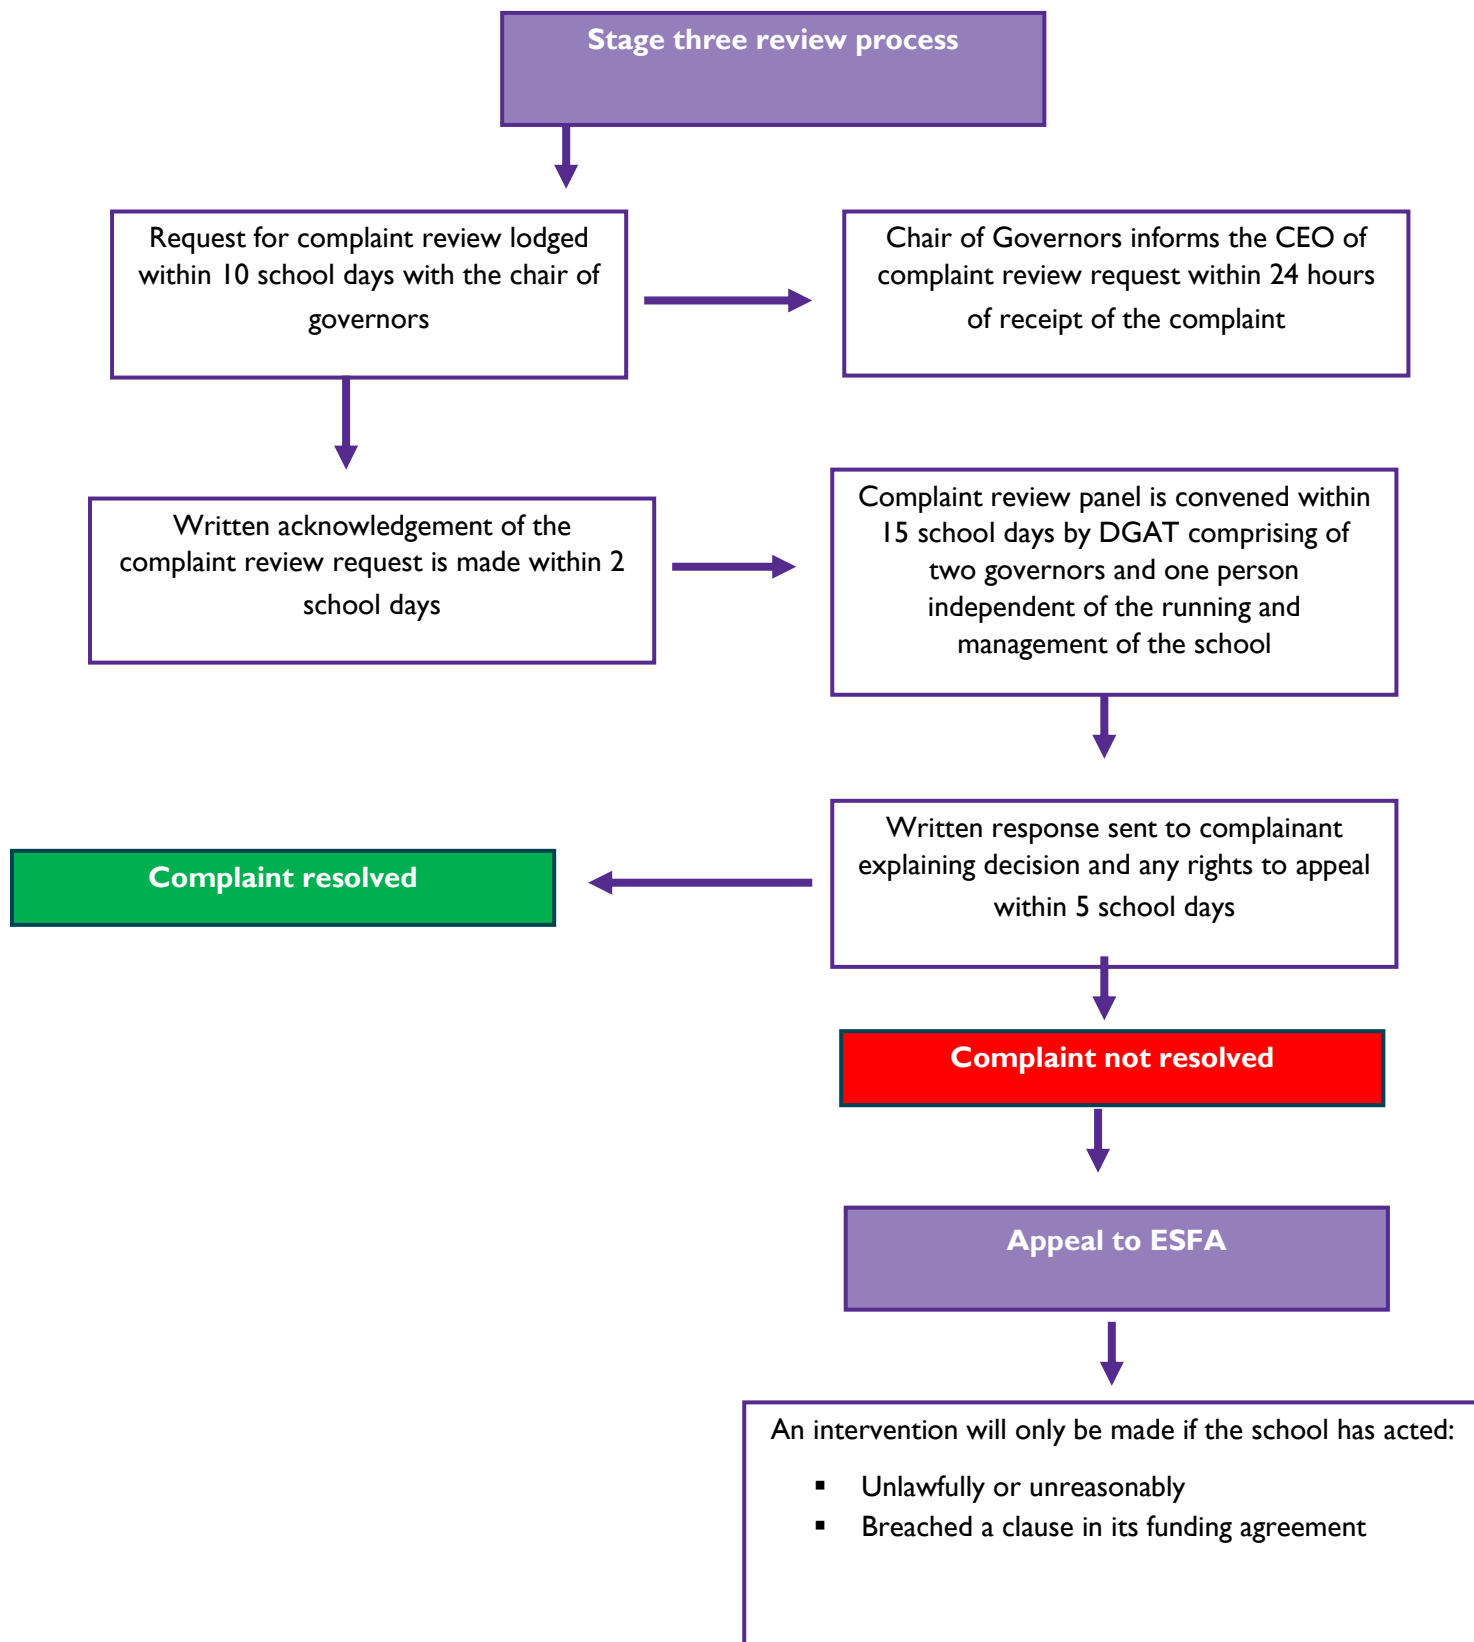 Stage three review process
Request for complaint review lodged
within 10 school days with the chair of
governors
Chair of Governors informs the CEO of
complaint review request within 24 hours
of receipt of the complaint
Written acknowledgement of the
complaint review request is made within 2
school days
Complaint review panel is convened within
15 school days by DGAT comprising of
two governors and one person
independent of the running and
management of the school
Written response sent to complainant
explaining decision and any rights to appeal
within 5 school days
Complaint resolved
Complaint not resolved
Appeal to ESFA
An intervention will only be made if the school has acted:
▪ Unlawfully or unreasonably
▪ Breached a clause in its funding agreement